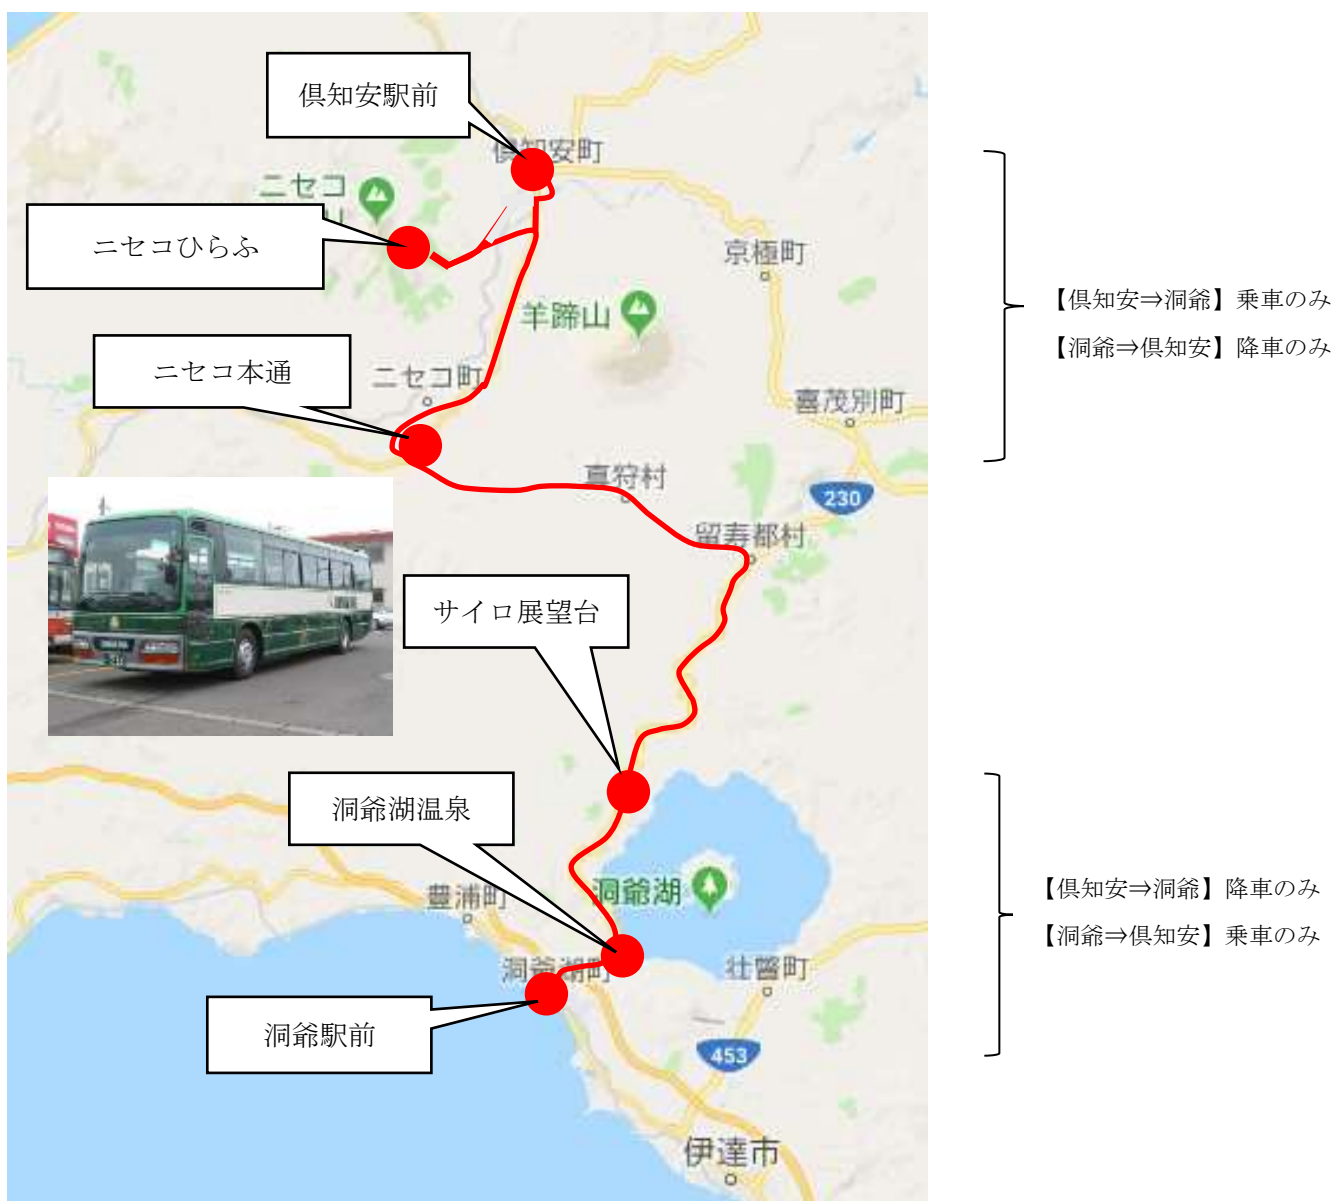 倶知安駅前
倶知安町
ニセコ
ニセコひらふ
京極町
羊蹄山
【倶知安⇒洞爺】乗車のみ
【洞爺⇒倶知安】降車のみ
ニセコ本通
ニセコ町
喜茂別町
真狩村
230
留寿都村
サイロ展望台
洞爺湖温泉
豊浦町
洞爺湖
【倶知安⇒洞爺】降車のみ
【洞爺⇒倶知安】乗車のみ
洞爺湖町
壮瞥町
洞爺駅前
453
伊達市